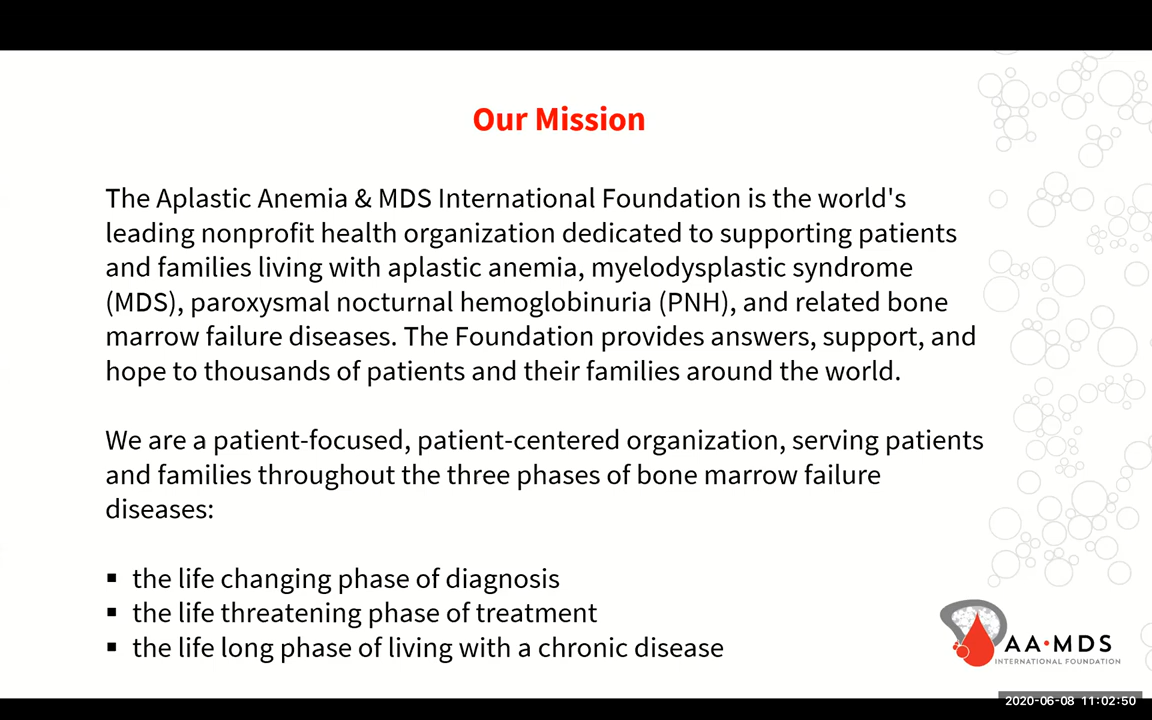 Our Mission
The Aplastic Anemia & MDS International Foundation is the world's
leading nonprofit health organization dedicated to supporting patients
and families living with aplastic anemia, myelodysplastic syndrome
(MDS), paroxysmal nocturnal hemoglobinuria (PNH), and related bone
marrow failure diseases. The Foundation provides answers, support, and
hope to thousands of patients and their families around the world.
We are a patient-focused, patient-centered organization, serving patients
and families throughout the three phases of bone marrow failure
diseases:
▪ the life changing phase of diagnosis
▪ the life threatening phase of treatment
▪ the life long phase of living with a chronic disease
AA•MDS
INTERNATIONAL FOUNDATION
2020-06-08 11:02:50